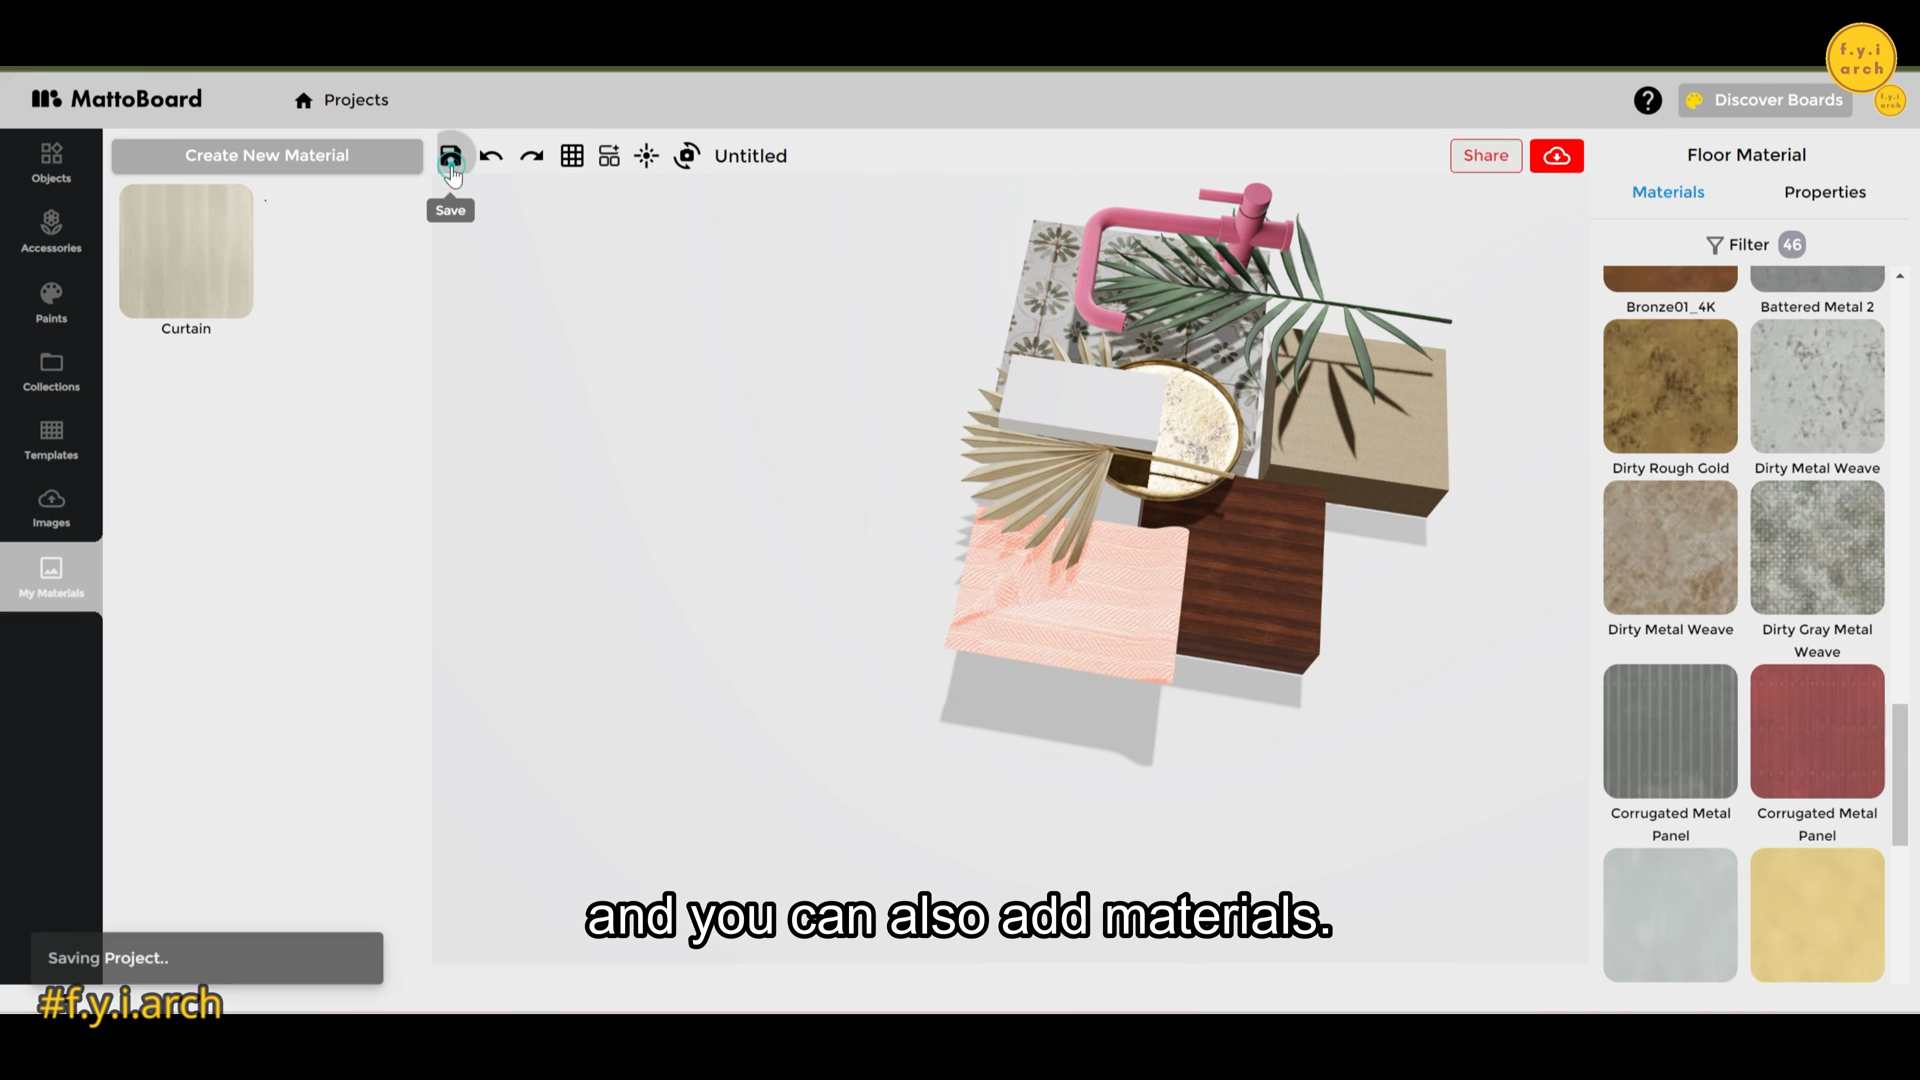 f.y.i
arch
MattoBoard
Projects
?
Discover Boards
f.y.i
arch
Objects
Accessories
Paints
Collections
Templates
Images
My Materials
Create New Material
Curtain
Untitled
Save
Share
Floor Material
Materials
Properties
Filter 46
Bronze01_4K
Battered Metal 2
Dirty Rough Gold
Dirty Metal Weave
Dirty Metal Weave
Dirty Gray Metal
Weave
Corrugated Metal
Panel
Corrugated Metal
Panel
and you can also add materials.
Saving Project..
#f.y.i.arch